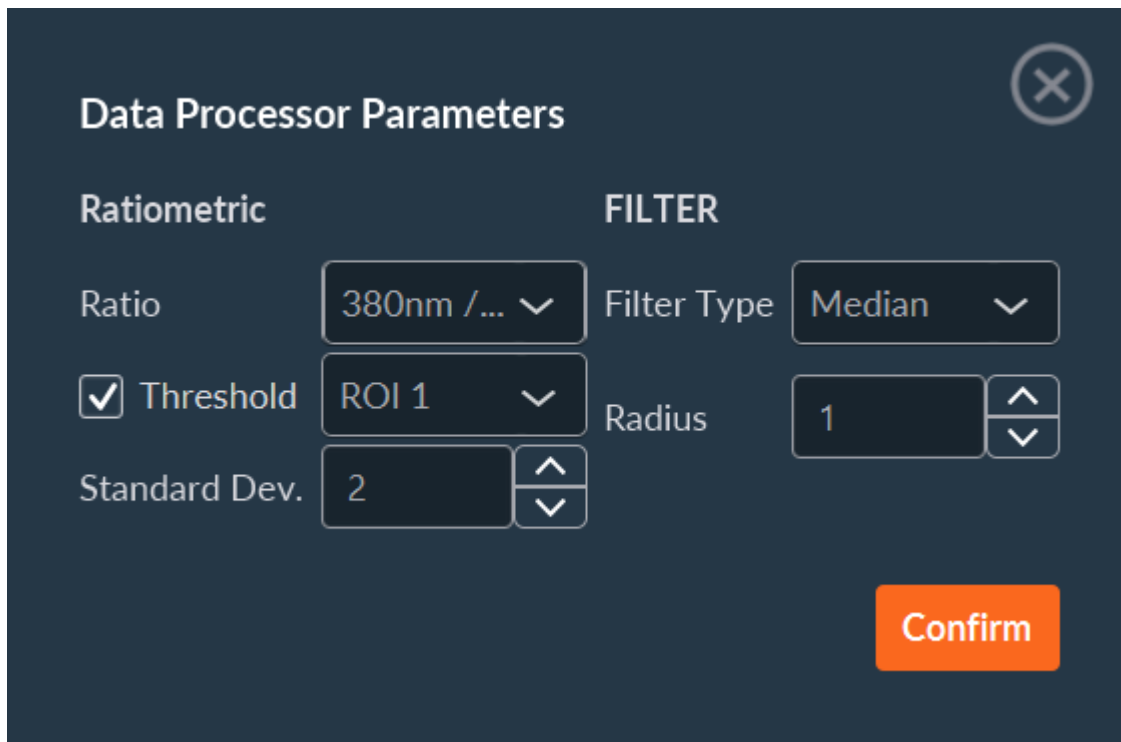 Data Processor Parameters
Ratiometric
Ratio 380nm /...
Threshold ROI 1
Standard Dev. 2
FILTER
Filter Type Median
Radius 1
Confirm